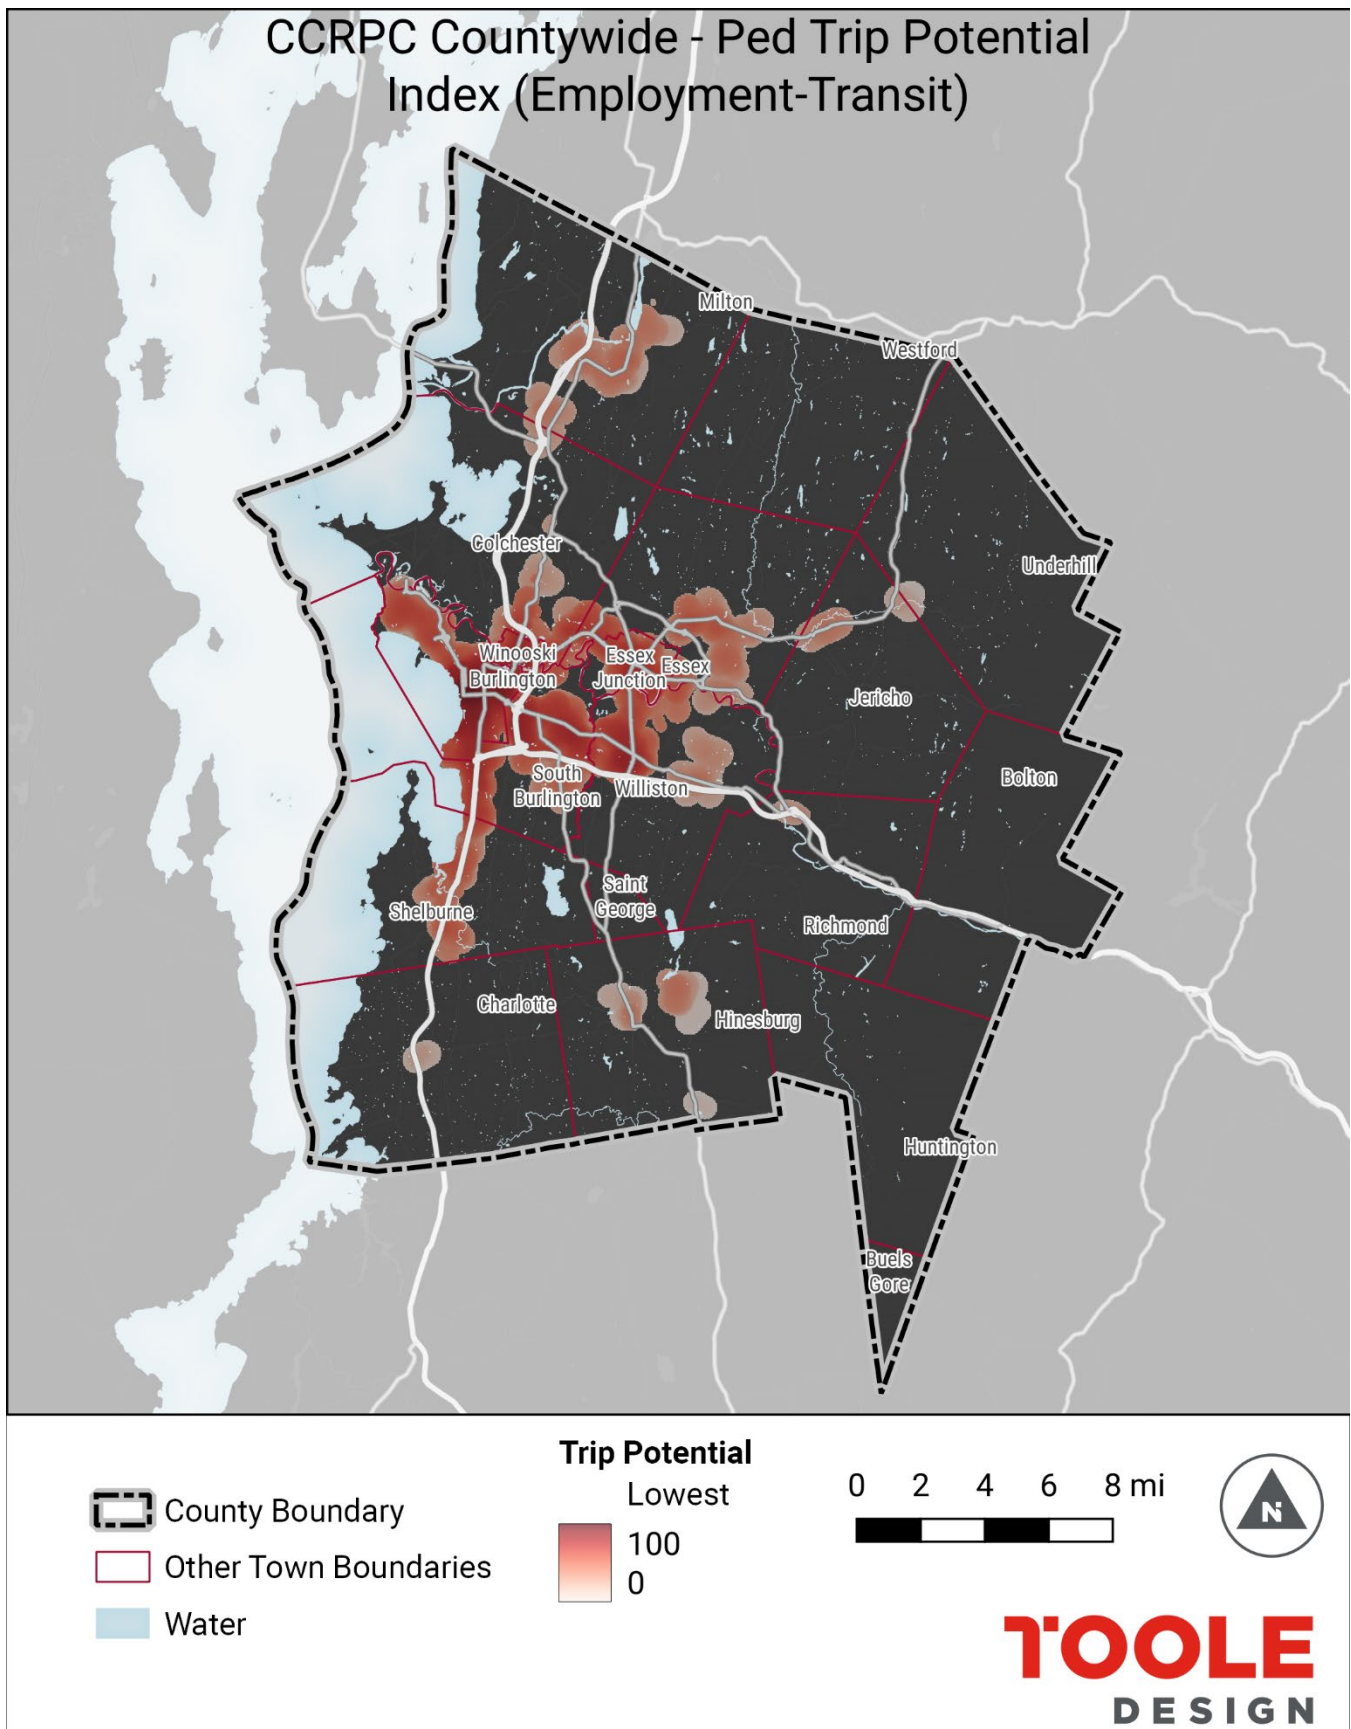 CCRPC Countywide - Ped Trip Potential
Index (Employment-Transit)
Milton
Westford
Underhill
Colchester
Winooski
Burlington
Essex
Junction
Essex
Jericho
Bolton
South
Burlington
Williston
Saint
George
Shelburne
Richmond
Charlotte
Hinesburg
Huntington
Buels
Gore
County Boundary
Other Town Boundaries
Water
Trip Potential
Lowest
100
0
0 2 4 6 8 mi
N
TOOLE
DESIGN